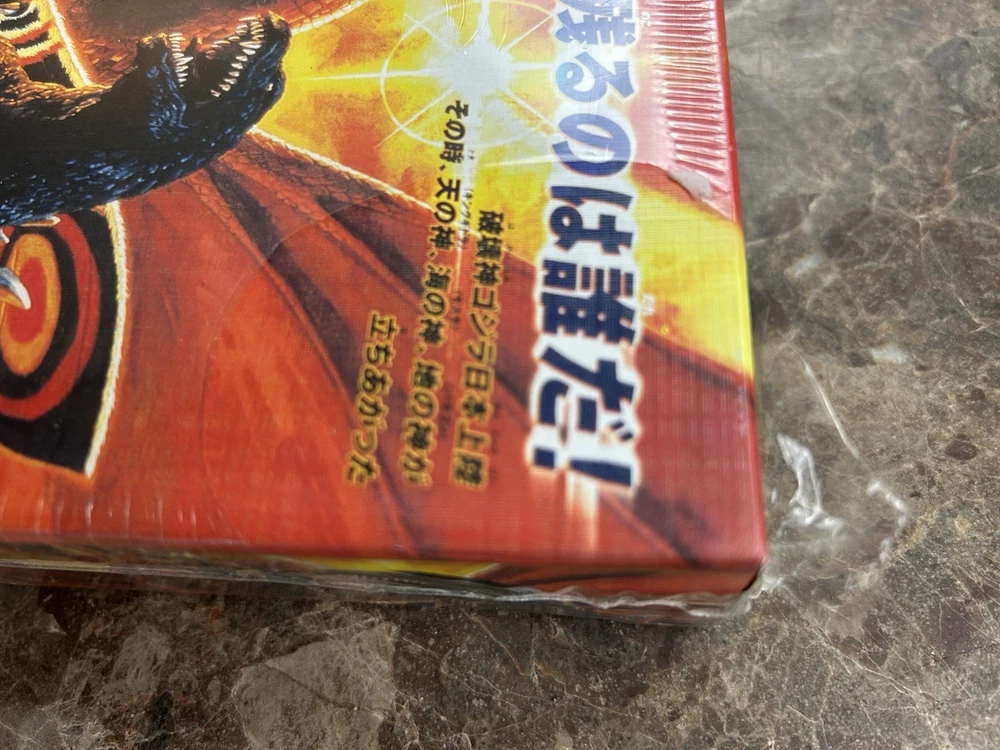 残るのは誰だ!
破壊神ゴジラ日本上陸
その時、天の神、海の神、地の神が
立ちあがった